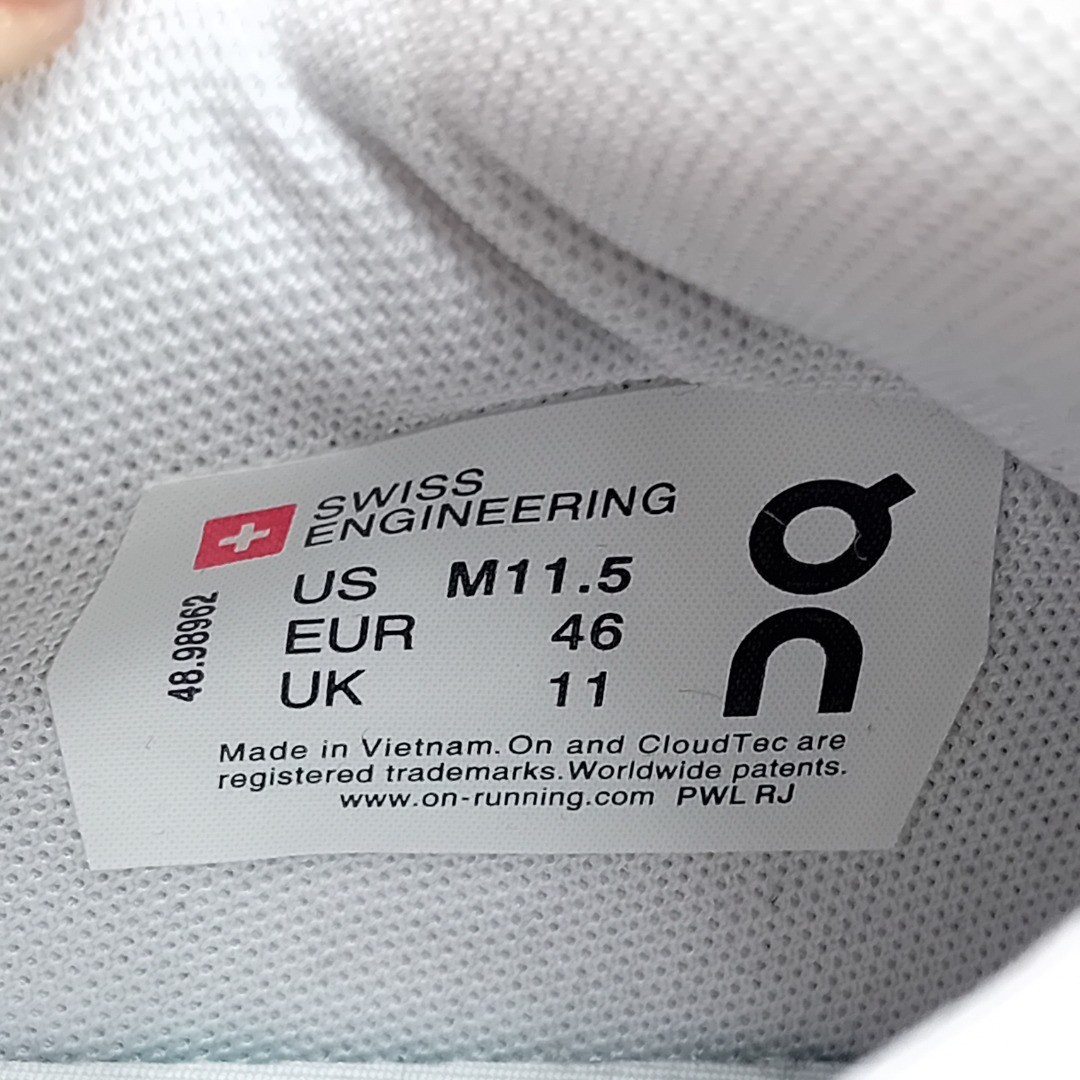 SWISS
ENGINEERING
US M11.5
EUR 46
UK 11
48.98962
On
Made in Vietnam. On and CloudTec are
registered trademarks. Worldwide patents.
www.on-running.com PWL RJ